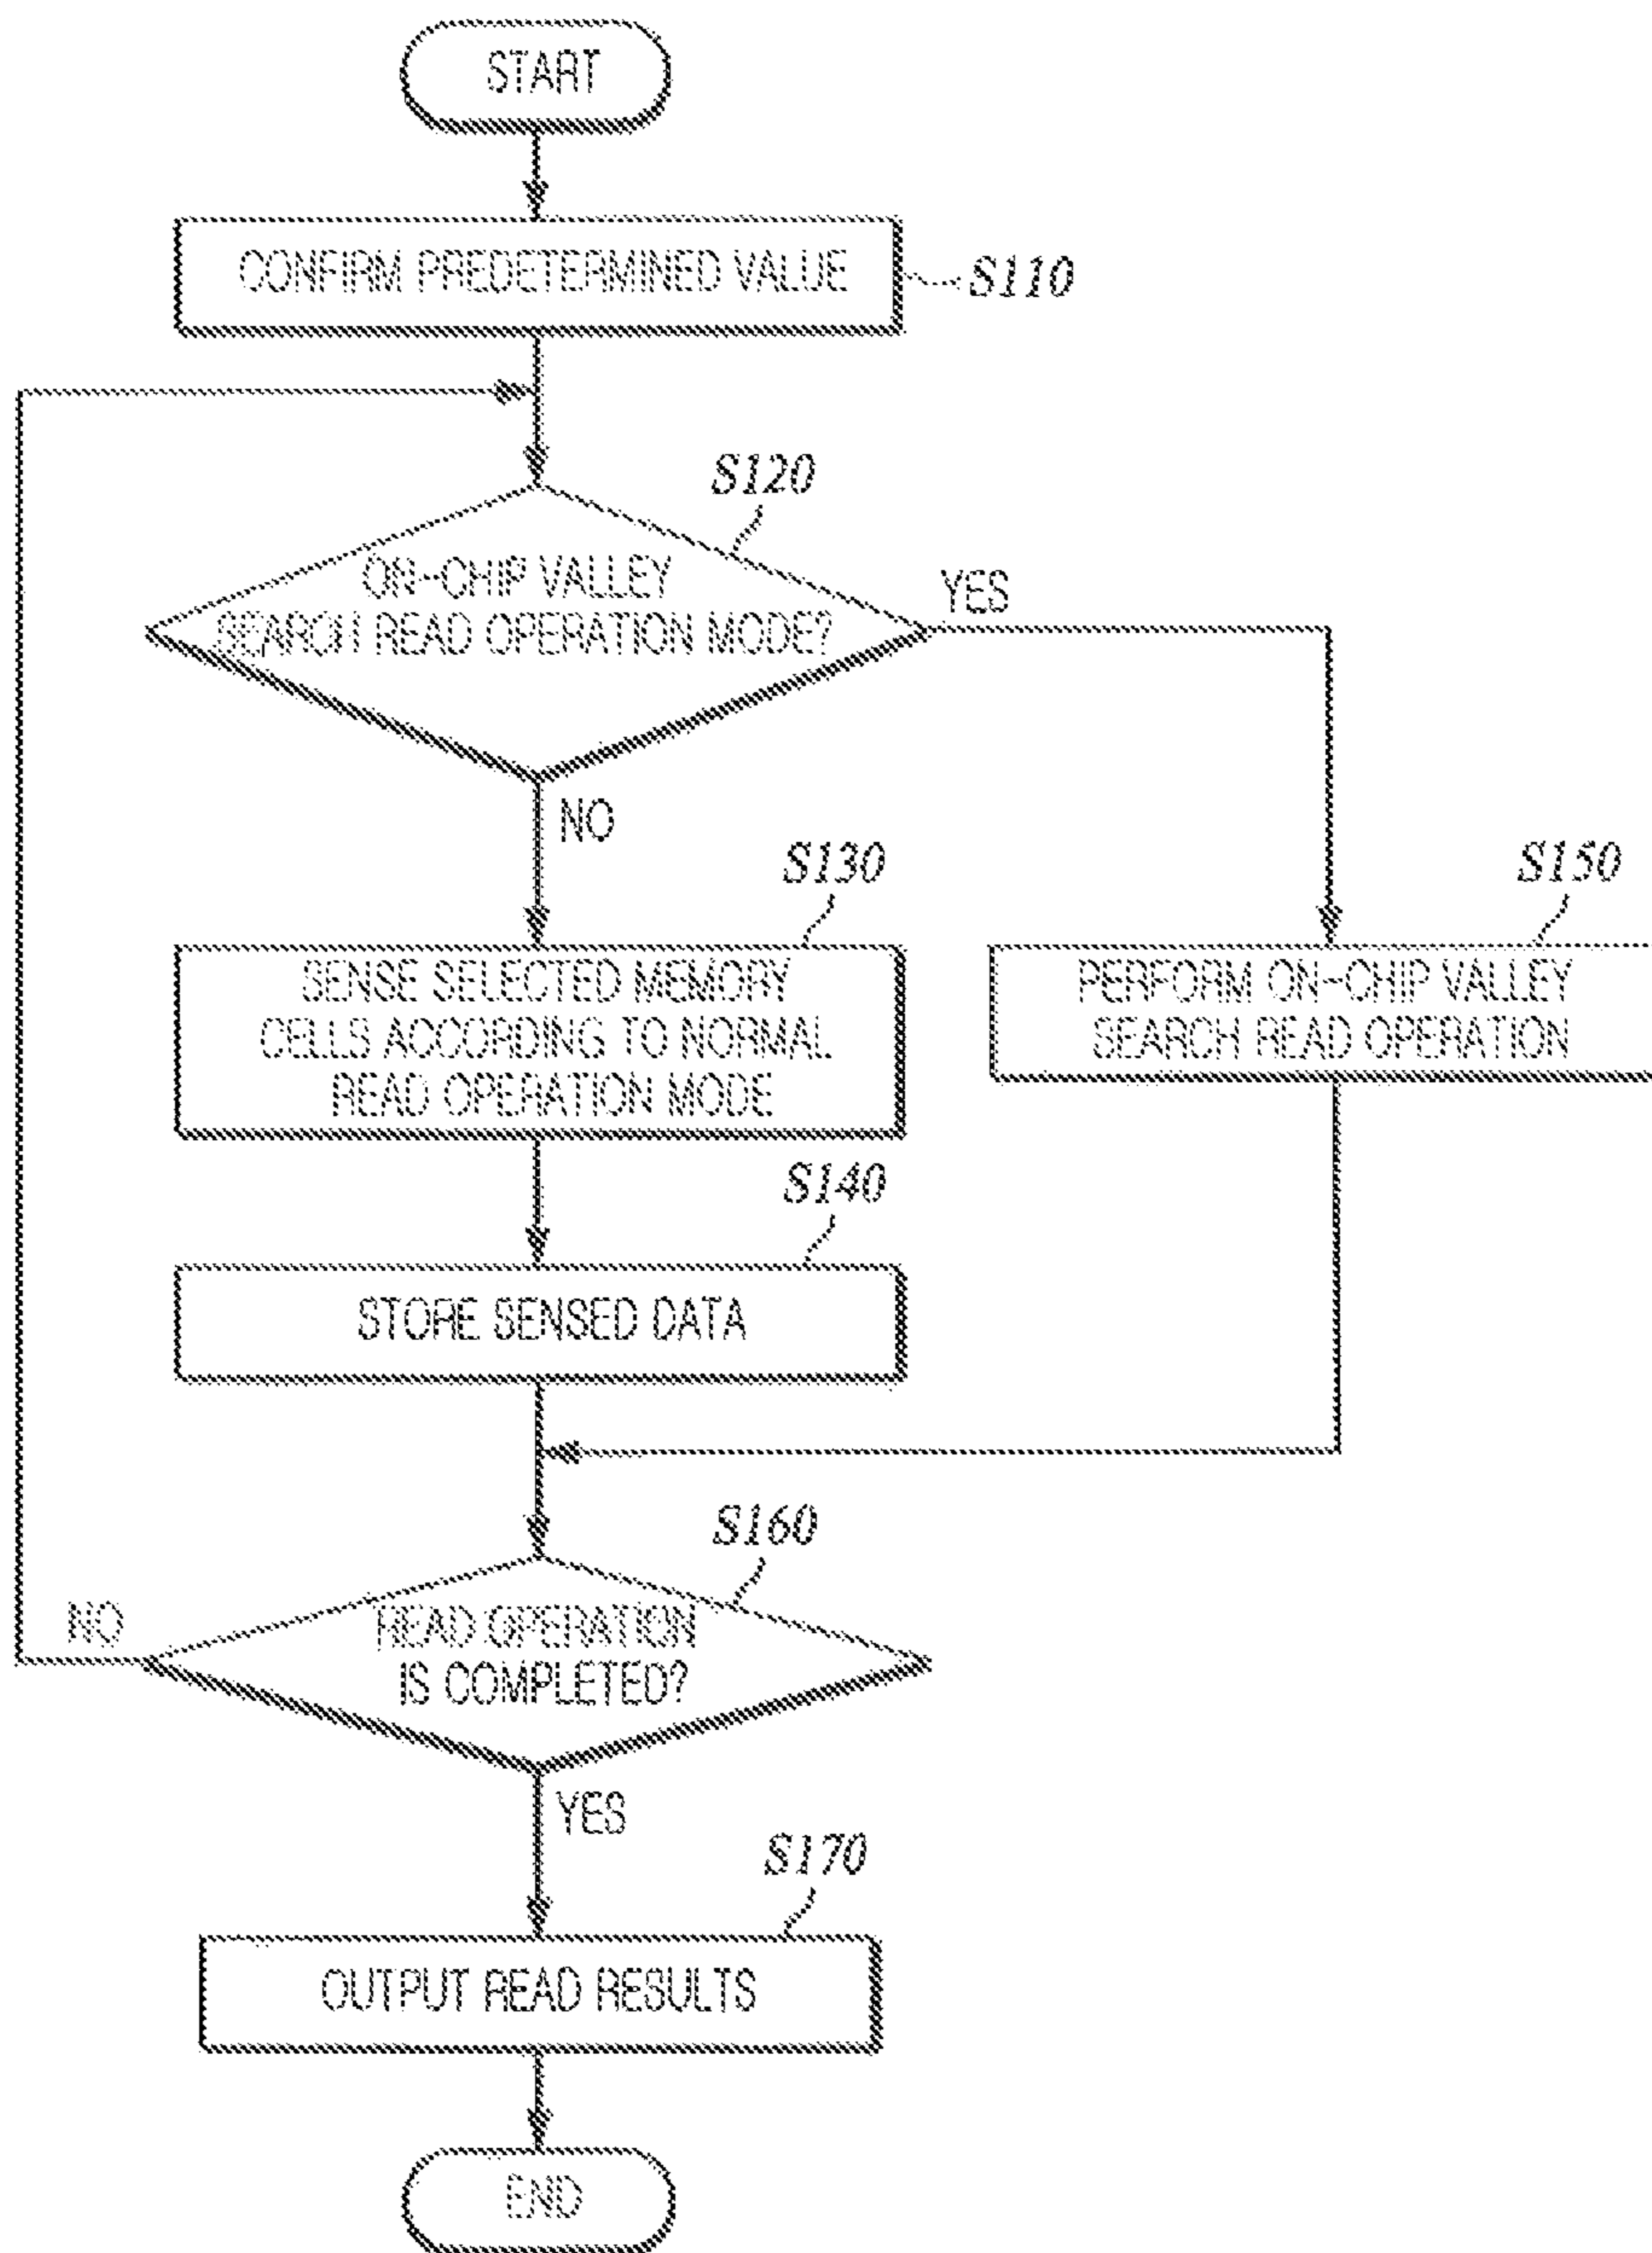 START
CONFIRM PREDETERMINED VALUE
S110
S120
ON-CHIP VALLEY
SEARCH READ OPERATION MODE?
YES
NO
S130
SENSE SELECTED MEMORY
CELLS ACCORDING TO NORMAL
READ OPERATION MODE
S150
PERFORM ON-CHIP VALLEY
SEARCH READ OPERATION
S140
STORE SENSED DATA
S160
READ OPERATION
IS COMPLETED?
NO
YES
S170
OUTPUT READ RESULTS
END